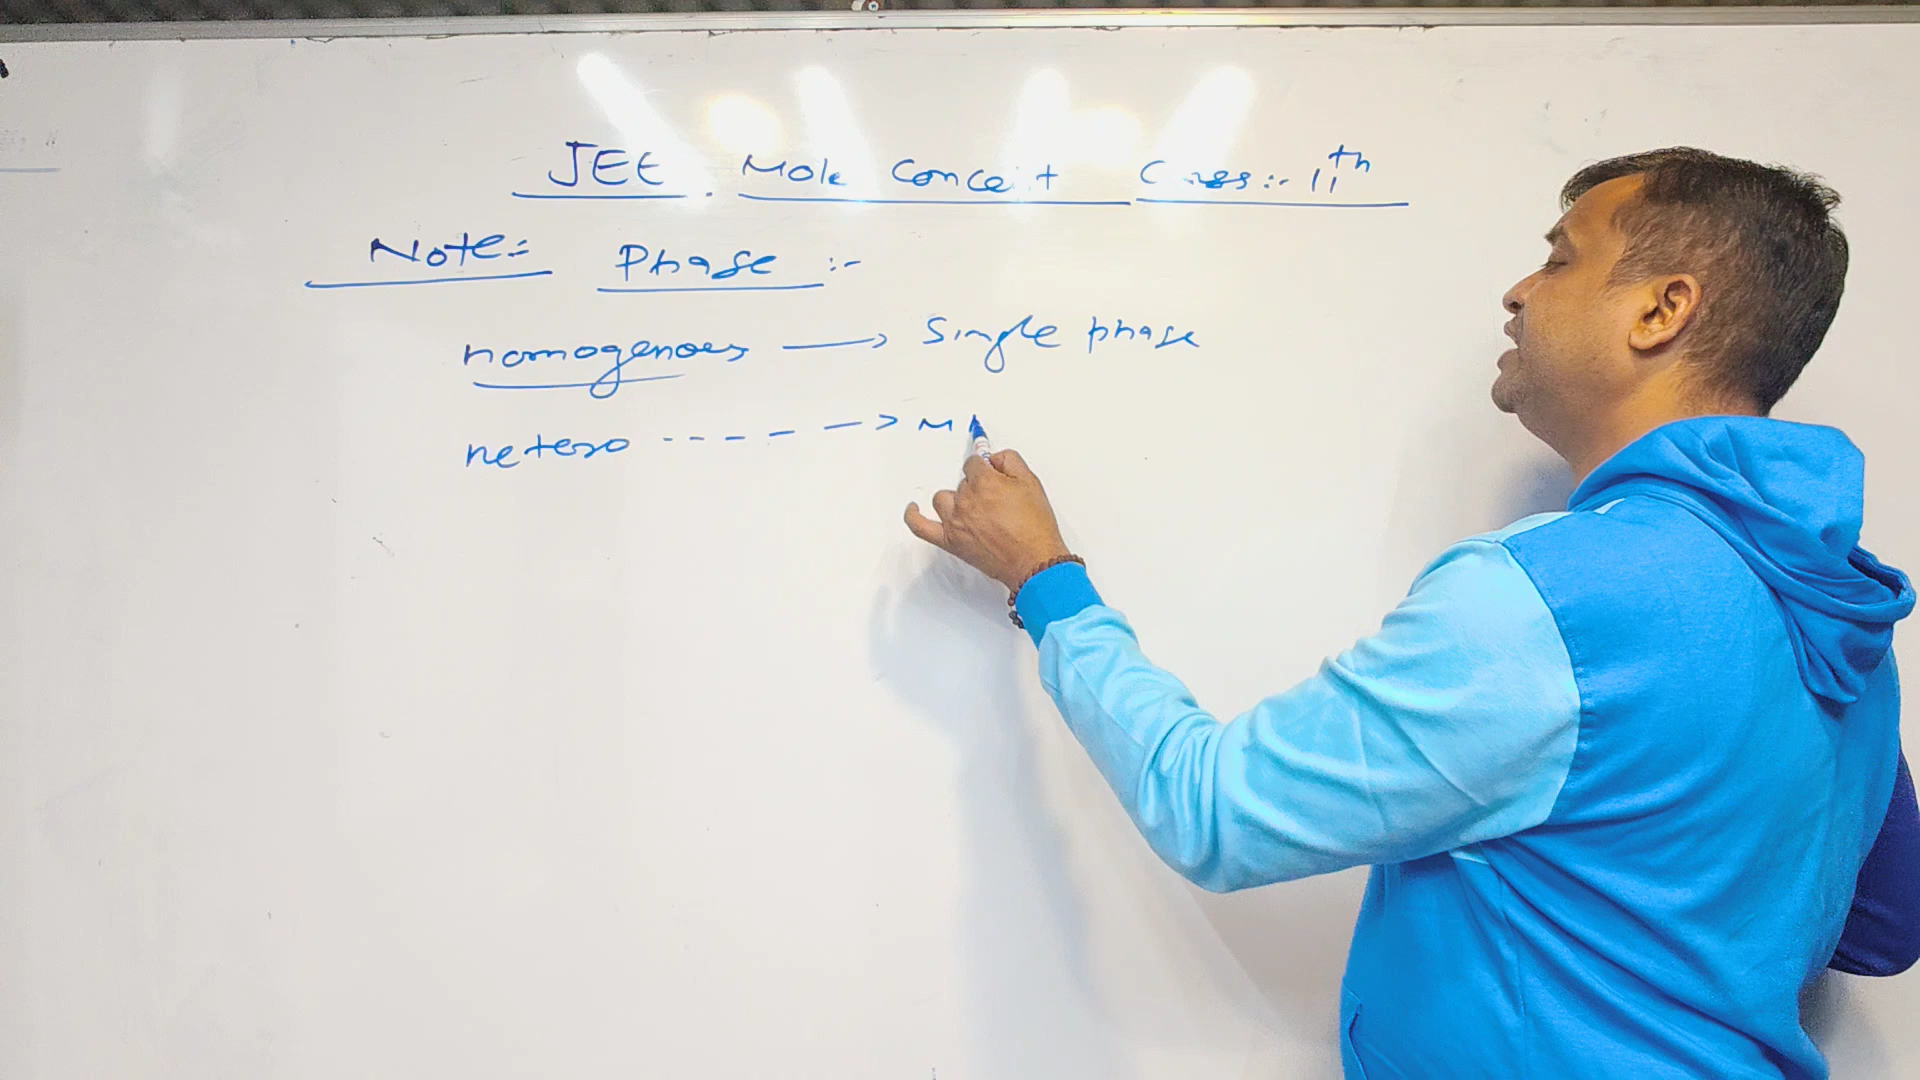 JEE. Mole Concept Class:- 11th
Note:- Phase :-
homogenous → Single phase
hetero ----→ M